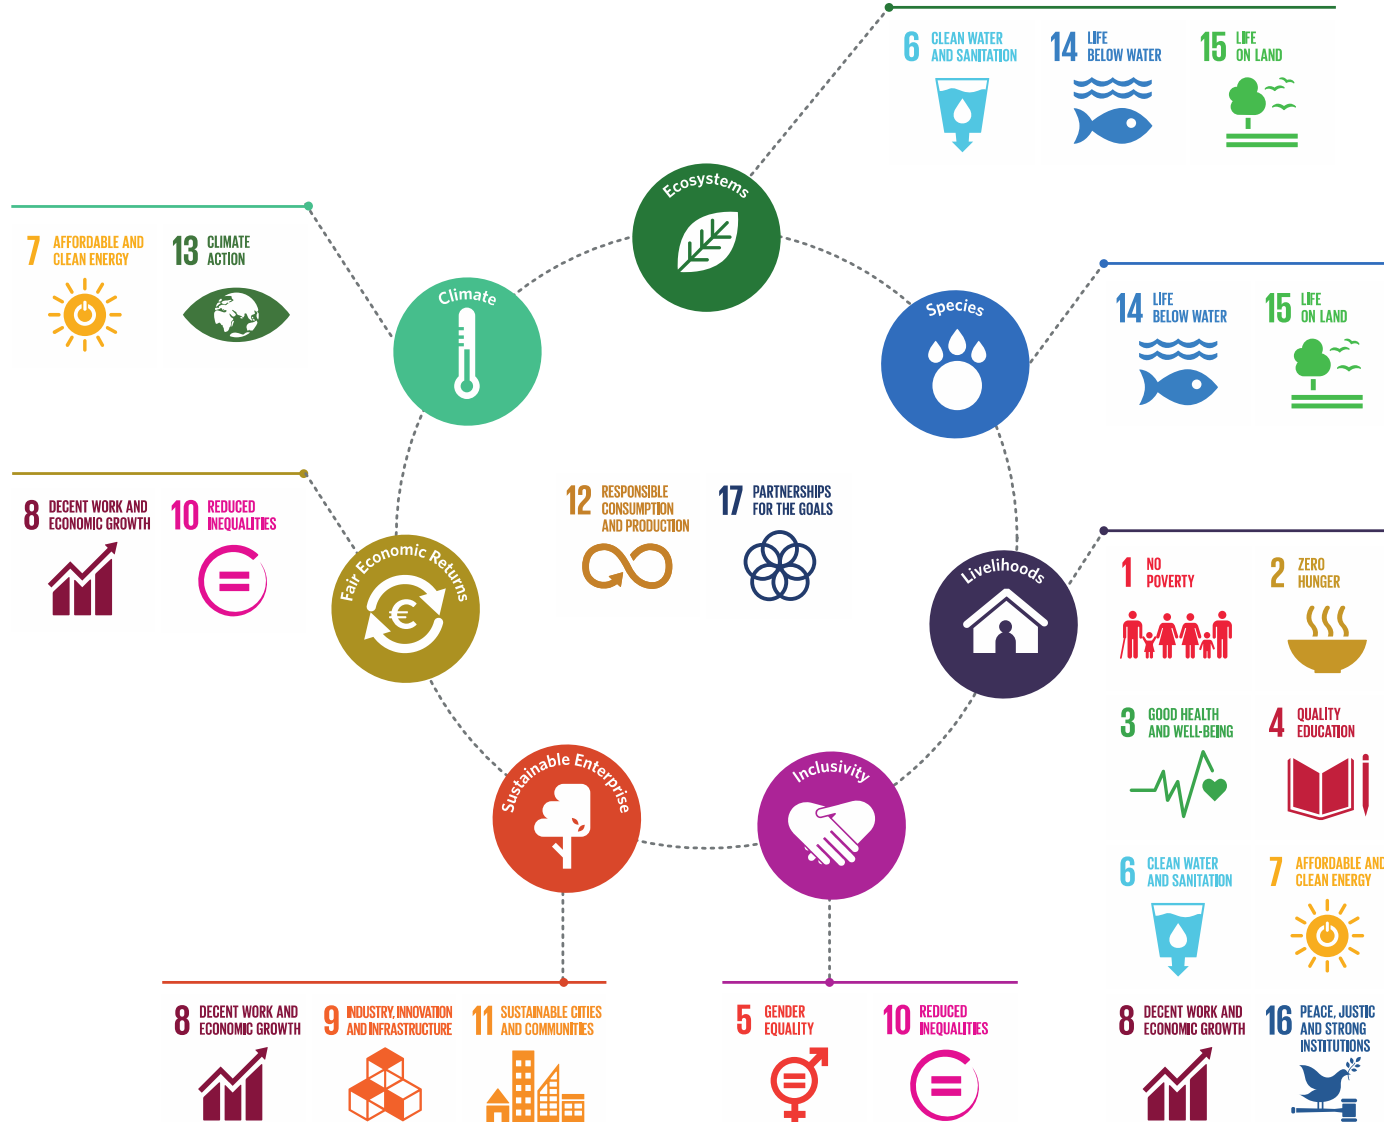 Ecosystems
6 CLEAN WATER
AND SANITATION
14 LIFE
BELOW WATER
15 LIFE
ON LAND
Climate
7 AFFORDABLE AND
CLEAN ENERGY
13 CLIMATE
ACTION
Species
14 LIFE
BELOW WATER
15 LIFE
ON LAND
Fair Economic Returns
€
8 DECENT WORK AND
ECONOMIC GROWTH
10 REDUCED
INEQUALITIES
12 RESPONSIBLE
CONSUMPTION
AND PRODUCTION
17 PARTNERSHIPS
FOR THE GOALS
Livelihoods
1 NO
POVERTY
2 ZERO
HUNGER
3 GOOD HEALTH
AND WELL-BEING
4 QUALITY
EDUCATION
6 CLEAN WATER
AND SANITATION
7 AFFORDABLE AND
CLEAN ENERGY
8 DECENT WORK AND
ECONOMIC GROWTH
16 PEACE, JUSTIC
AND STRONG
INSTITUTIONS
Sustainable Enterprise
8 DECENT WORK AND
ECONOMIC GROWTH
9 INDUSTRY, INNOVATION
AND INFRASTRUCTURE
11 SUSTAINABLE CITIES
AND COMMUNITIES
Inclusivity
5 GENDER
EQUALITY
10 REDUCED
INEQUALITIES